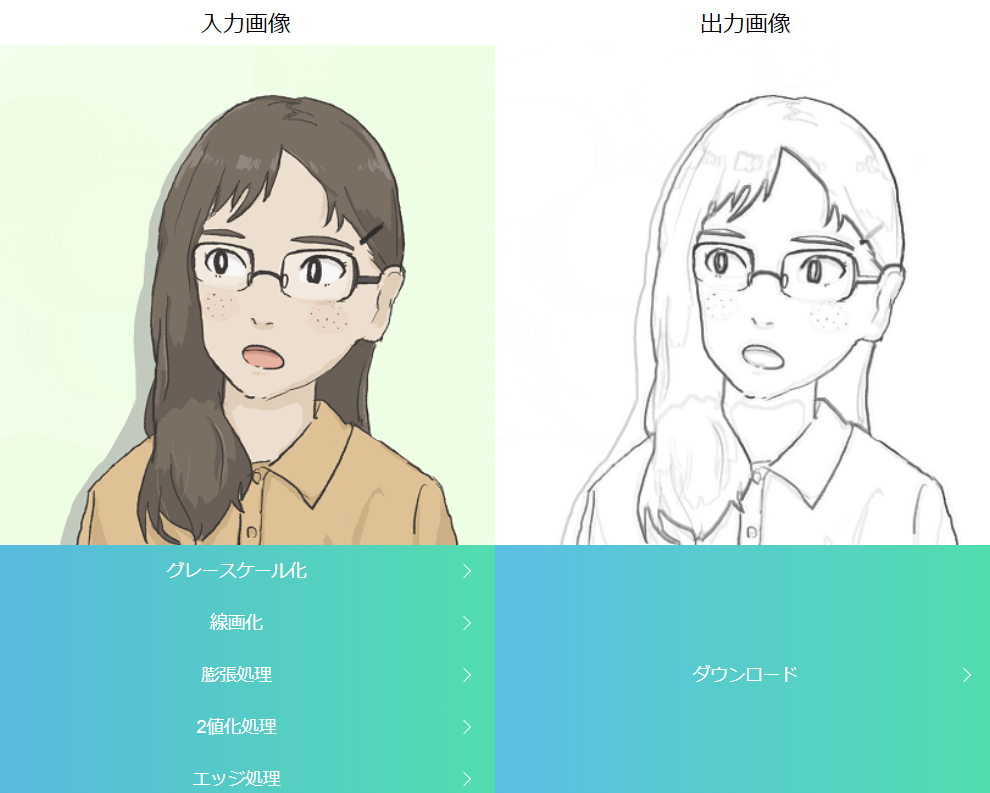 入力画像
出力画像
グレースケール化
線画化
膨張処理
2値化処理
エッジ処理
ダウンロード